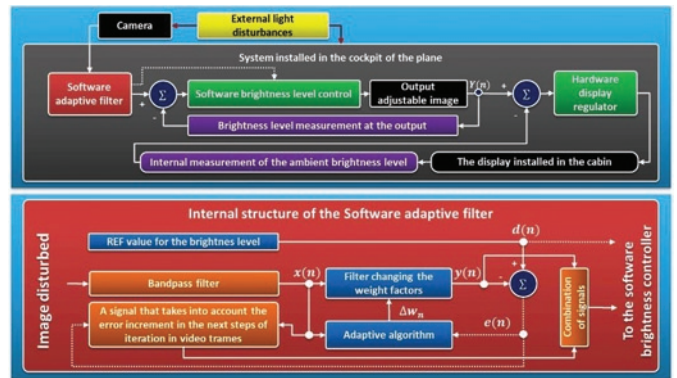 Camera
External light
disturbances
System installed in the cockpit of the plane
Software
adaptive filter
+
Σ
-
Software brightness level control
Output
adjustable image
Y(n)
+
Σ
-
Hardware
display
regulator
Brightness level measurement at the output
Internal measurement of the ambient brightness level
The display installed in the cabin
Internal structure of the Software adaptive filter
Image disturbed
REF value for the brightnes level
d(n)
Bandpass filter
x(n)
Filter changing the
weight factors
y(n)
+
-
Σ
A signal that takes into account the
error increment in the next steps of
iteration in video trames
Δwₙ
Adaptive algorithm
e(n)
Combination
of signals
To the software
brightness controller